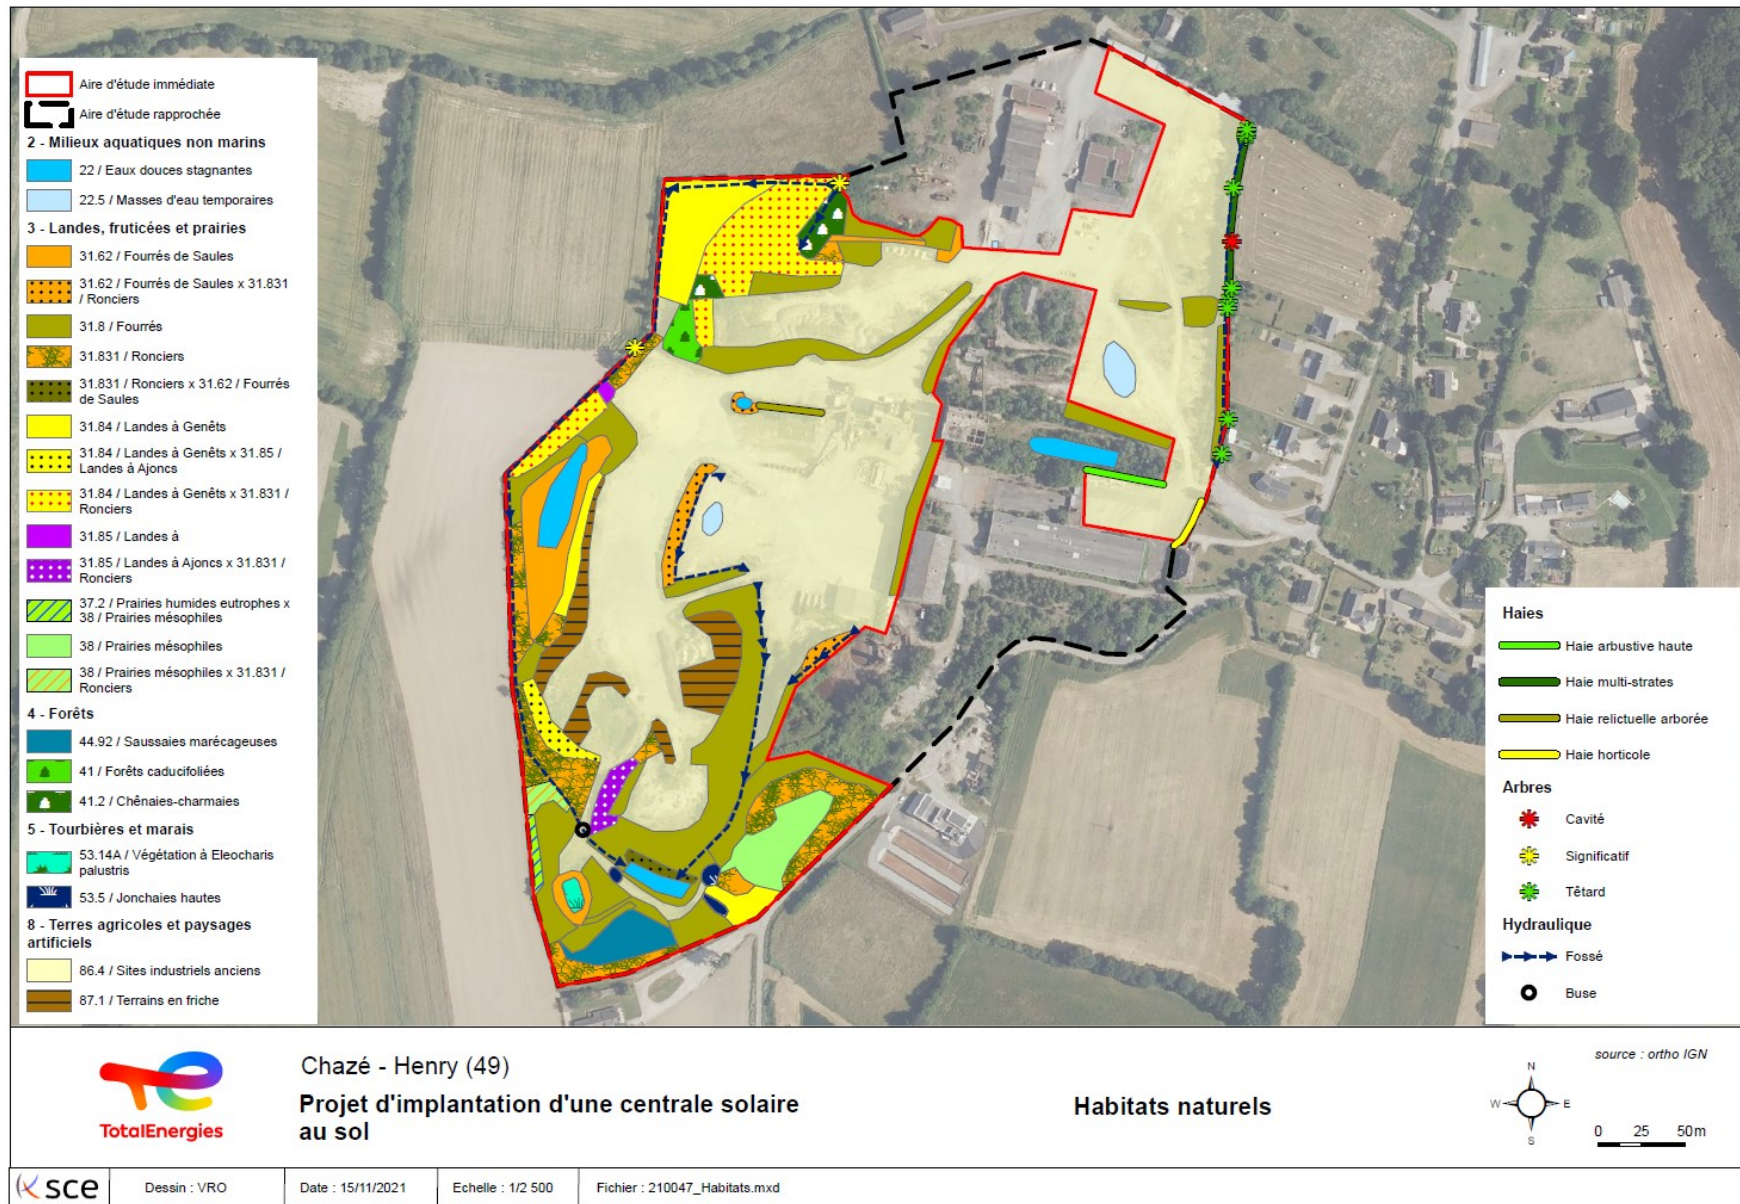 Aire d'étude immédiate
Aire d'étude rapprochée
2 - Milieux aquatiques non marins
22 / Eaux douces stagnantes
22.5 / Masses d'eau temporaires
3 - Landes, fruticées et prairies
31.62 / Fourrés de Saules
31.62 / Fourrés de Saules x 31.831
/ Ronciers
31.8 / Fourrés
31.831 / Ronciers
31.831 / Ronciers x 31.62 / Fourrés
de Saules
31.84 / Landes à Genêts
31.84 / Landes à Genêts x 31.85 /
Landes à Ajoncs
31.84 / Landes à Genêts x 31.831 /
Ronciers
31.85 / Landes à
31.85 / Landes à Ajoncs x 31.831 /
Ronciers
37.2 / Prairies humides eutrophes x
38 / Prairies mésophiles
38 / Prairies mésophiles
38 / Prairies mésophiles x 31.831 /
Ronciers
4 - Forêts
44.92 / Saussaies marécageuses
41 / Forêts caducifoliées
41.2 / Chênaies-charmaies
5 - Tourbières et marais
53.14A / Végétation à Eleocharis
palustris
53.5 / Jonchaies hautes
8 - Terres agricoles et paysages
artificiels
86.4 / Sites industriels anciens
87.1 / Terrains en friche
Haies
Haie arbustive haute
Haie multi-strates
Haie relictuelle arborée
Haie horticole
Arbres
Cavité
Significatif
Têtard
Hydraulique
Fossé
Buse
TotalEnergies
Chazé - Henry (49)
Projet d'implantation d'une centrale solaire
au sol
Habitats naturels
N
W E
S
source : ortho IGN
0 25 50m
sce
Dessin : VRO
Date : 15/11/2021
Echelle : 1/2 500
Fichier : 210047_Habitats.mxd